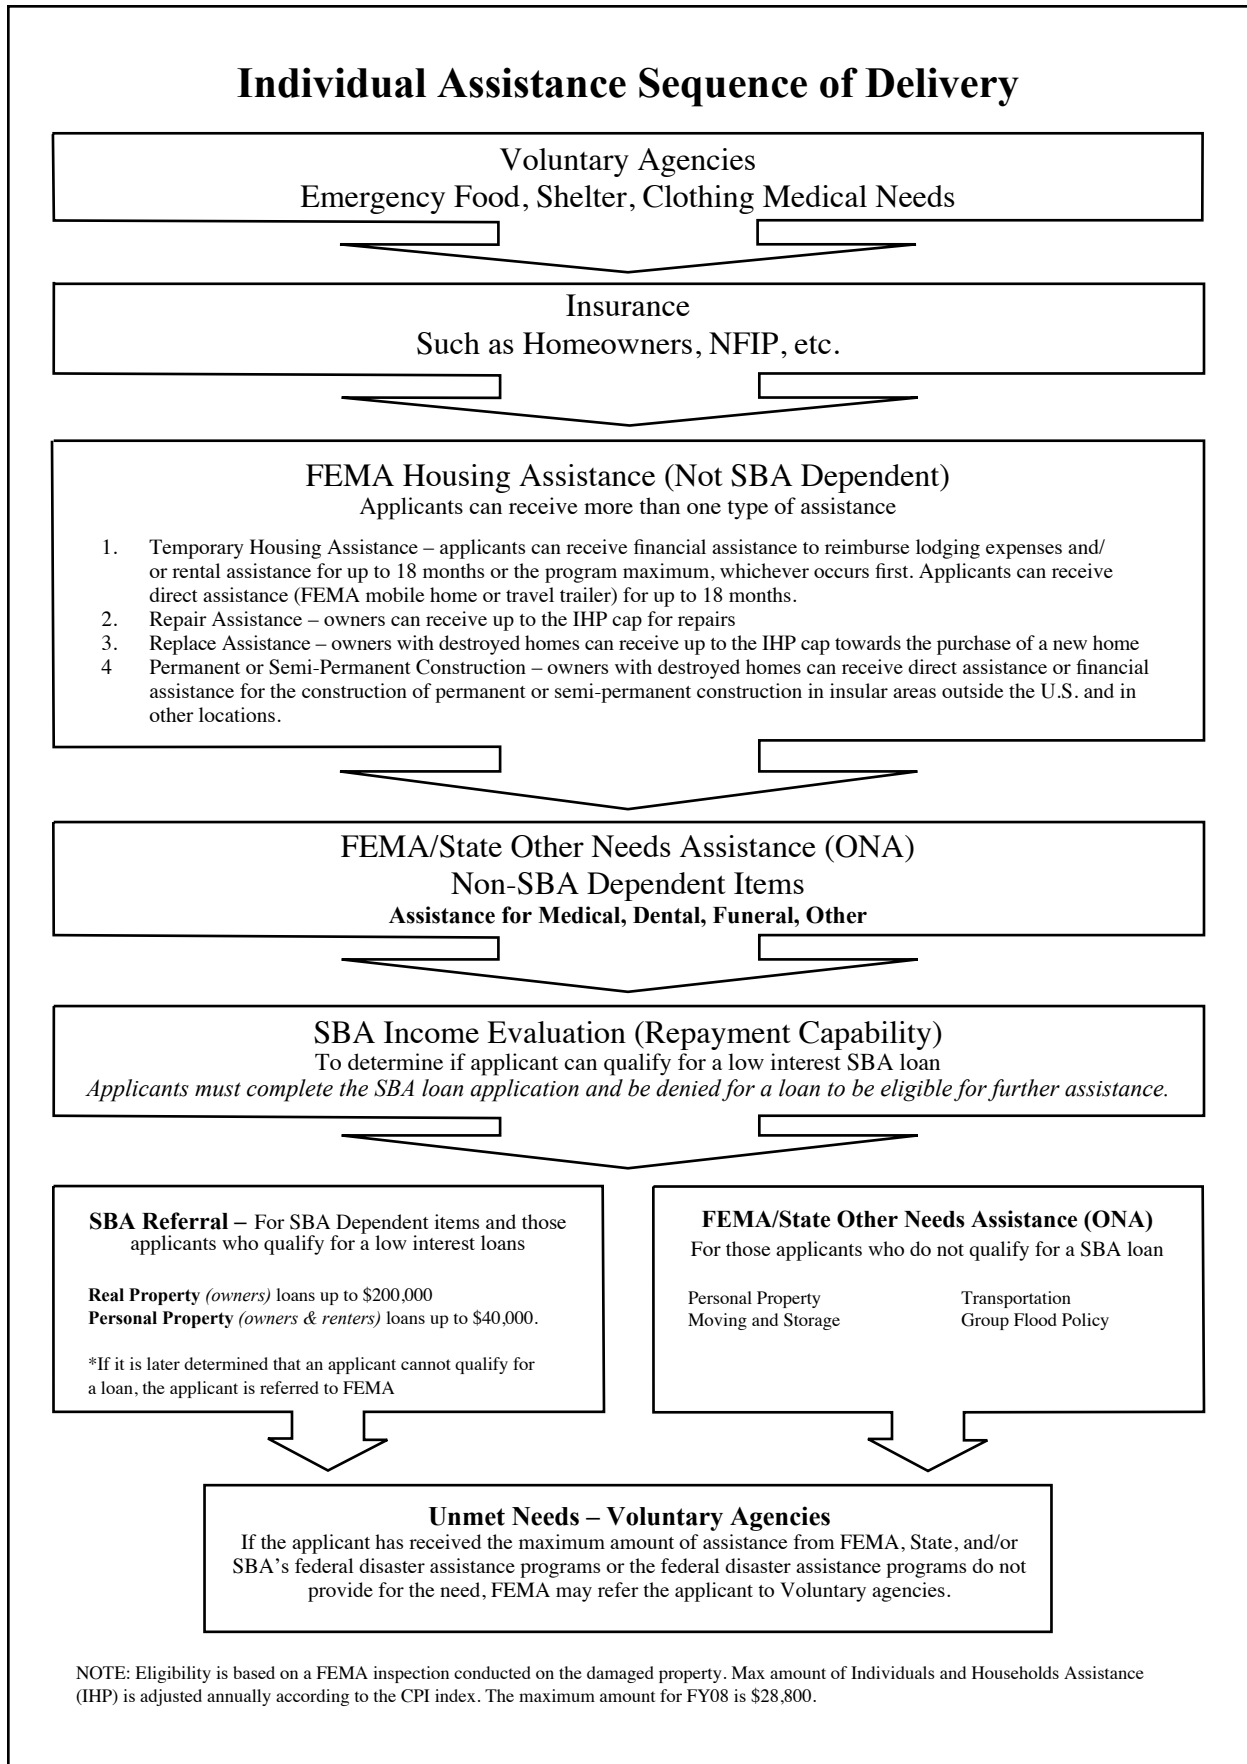 Individual Assistance Sequence of Delivery
Voluntary Agencies
Emergency Food, Shelter, Clothing Medical Needs
Insurance
Such as Homeowners, NFIP, etc.
FEMA Housing Assistance (Not SBA Dependent)
Applicants can receive more than one type of assistance
1. Temporary Housing Assistance – applicants can receive financial assistance to reimburse lodging expenses and/
or rental assistance for up to 18 months or the program maximum, whichever occurs first. Applicants can receive
direct assistance (FEMA mobile home or travel trailer) for up to 18 months.
2. Repair Assistance – owners can receive up to the IHP cap for repairs
3. Replace Assistance – owners with destroyed homes can receive up to the IHP cap towards the purchase of a new home
4 Permanent or Semi-Permanent Construction – owners with destroyed homes can receive direct assistance or financial
assistance for the construction of permanent or semi-permanent construction in insular areas outside the U.S. and in
other locations.
FEMA/State Other Needs Assistance (ONA)
Non-SBA Dependent Items
Assistance for Medical, Dental, Funeral, Other
SBA Income Evaluation (Repayment Capability)
To determine if applicant can qualify for a low interest SBA loan
Applicants must complete the SBA loan application and be denied for a loan to be eligible for further assistance.
SBA Referral – For SBA Dependent items and those
applicants who qualify for a low interest loans
Real Property (owners) loans up to $200,000
Personal Property (owners & renters) loans up to $40,000.
*If it is later determined that an applicant cannot qualify for
a loan, the applicant is referred to FEMA
FEMA/State Other Needs Assistance (ONA)
For those applicants who do not qualify for a SBA loan
Personal Property Transportation
Moving and Storage Group Flood Policy
Unmet Needs – Voluntary Agencies
If the applicant has received the maximum amount of assistance from FEMA, State, and/or
SBA’s federal disaster assistance programs or the federal disaster assistance programs do not
provide for the need, FEMA may refer the applicant to Voluntary agencies.
NOTE: Eligibility is based on a FEMA inspection conducted on the damaged property. Max amount of Individuals and Households Assistance
(IHP) is adjusted annually according to the CPI index. The maximum amount for FY08 is $28,800.